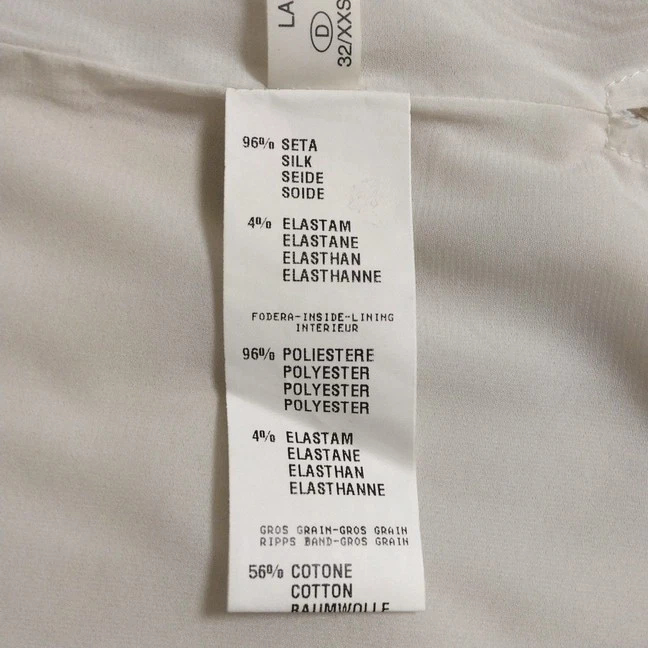 LA
D
32/XXS
96% SETA
SILK
SEIDE
SOIDE
4% ELASTAM
ELASTANE
ELASTHAN
ELASTHANNE
FODERA-INSIDE-LINING
INTERIEUR
96% POLIESTERE
POLYESTER
POLYESTER
POLYESTER
4% ELASTAM
ELASTANE
ELASTHAN
ELASTHANNE
GROS GRAIN-GROS GRAIN
RIPPS BAND-GROS GRAIN
56% COTONE
COTTON
BAUMWOLLE